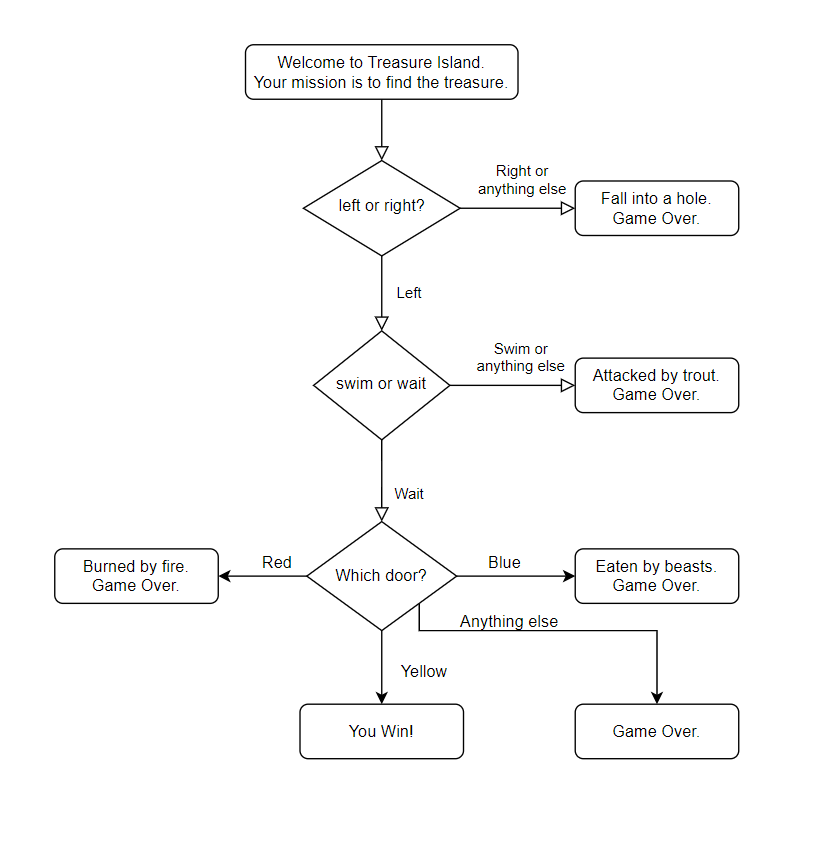 Welcome to Treasure Island.
Your mission is to find the treasure.
left or right?
Right or
anything else
Fall into a hole.
Game Over.
Left
swim or wait
Swim or
anything else
Attacked by trout.
Game Over.
Wait
Which door?
Red
Burned by fire.
Game Over.
Blue
Eaten by beasts.
Game Over.
Anything else
Yellow
You Win!
Game Over.